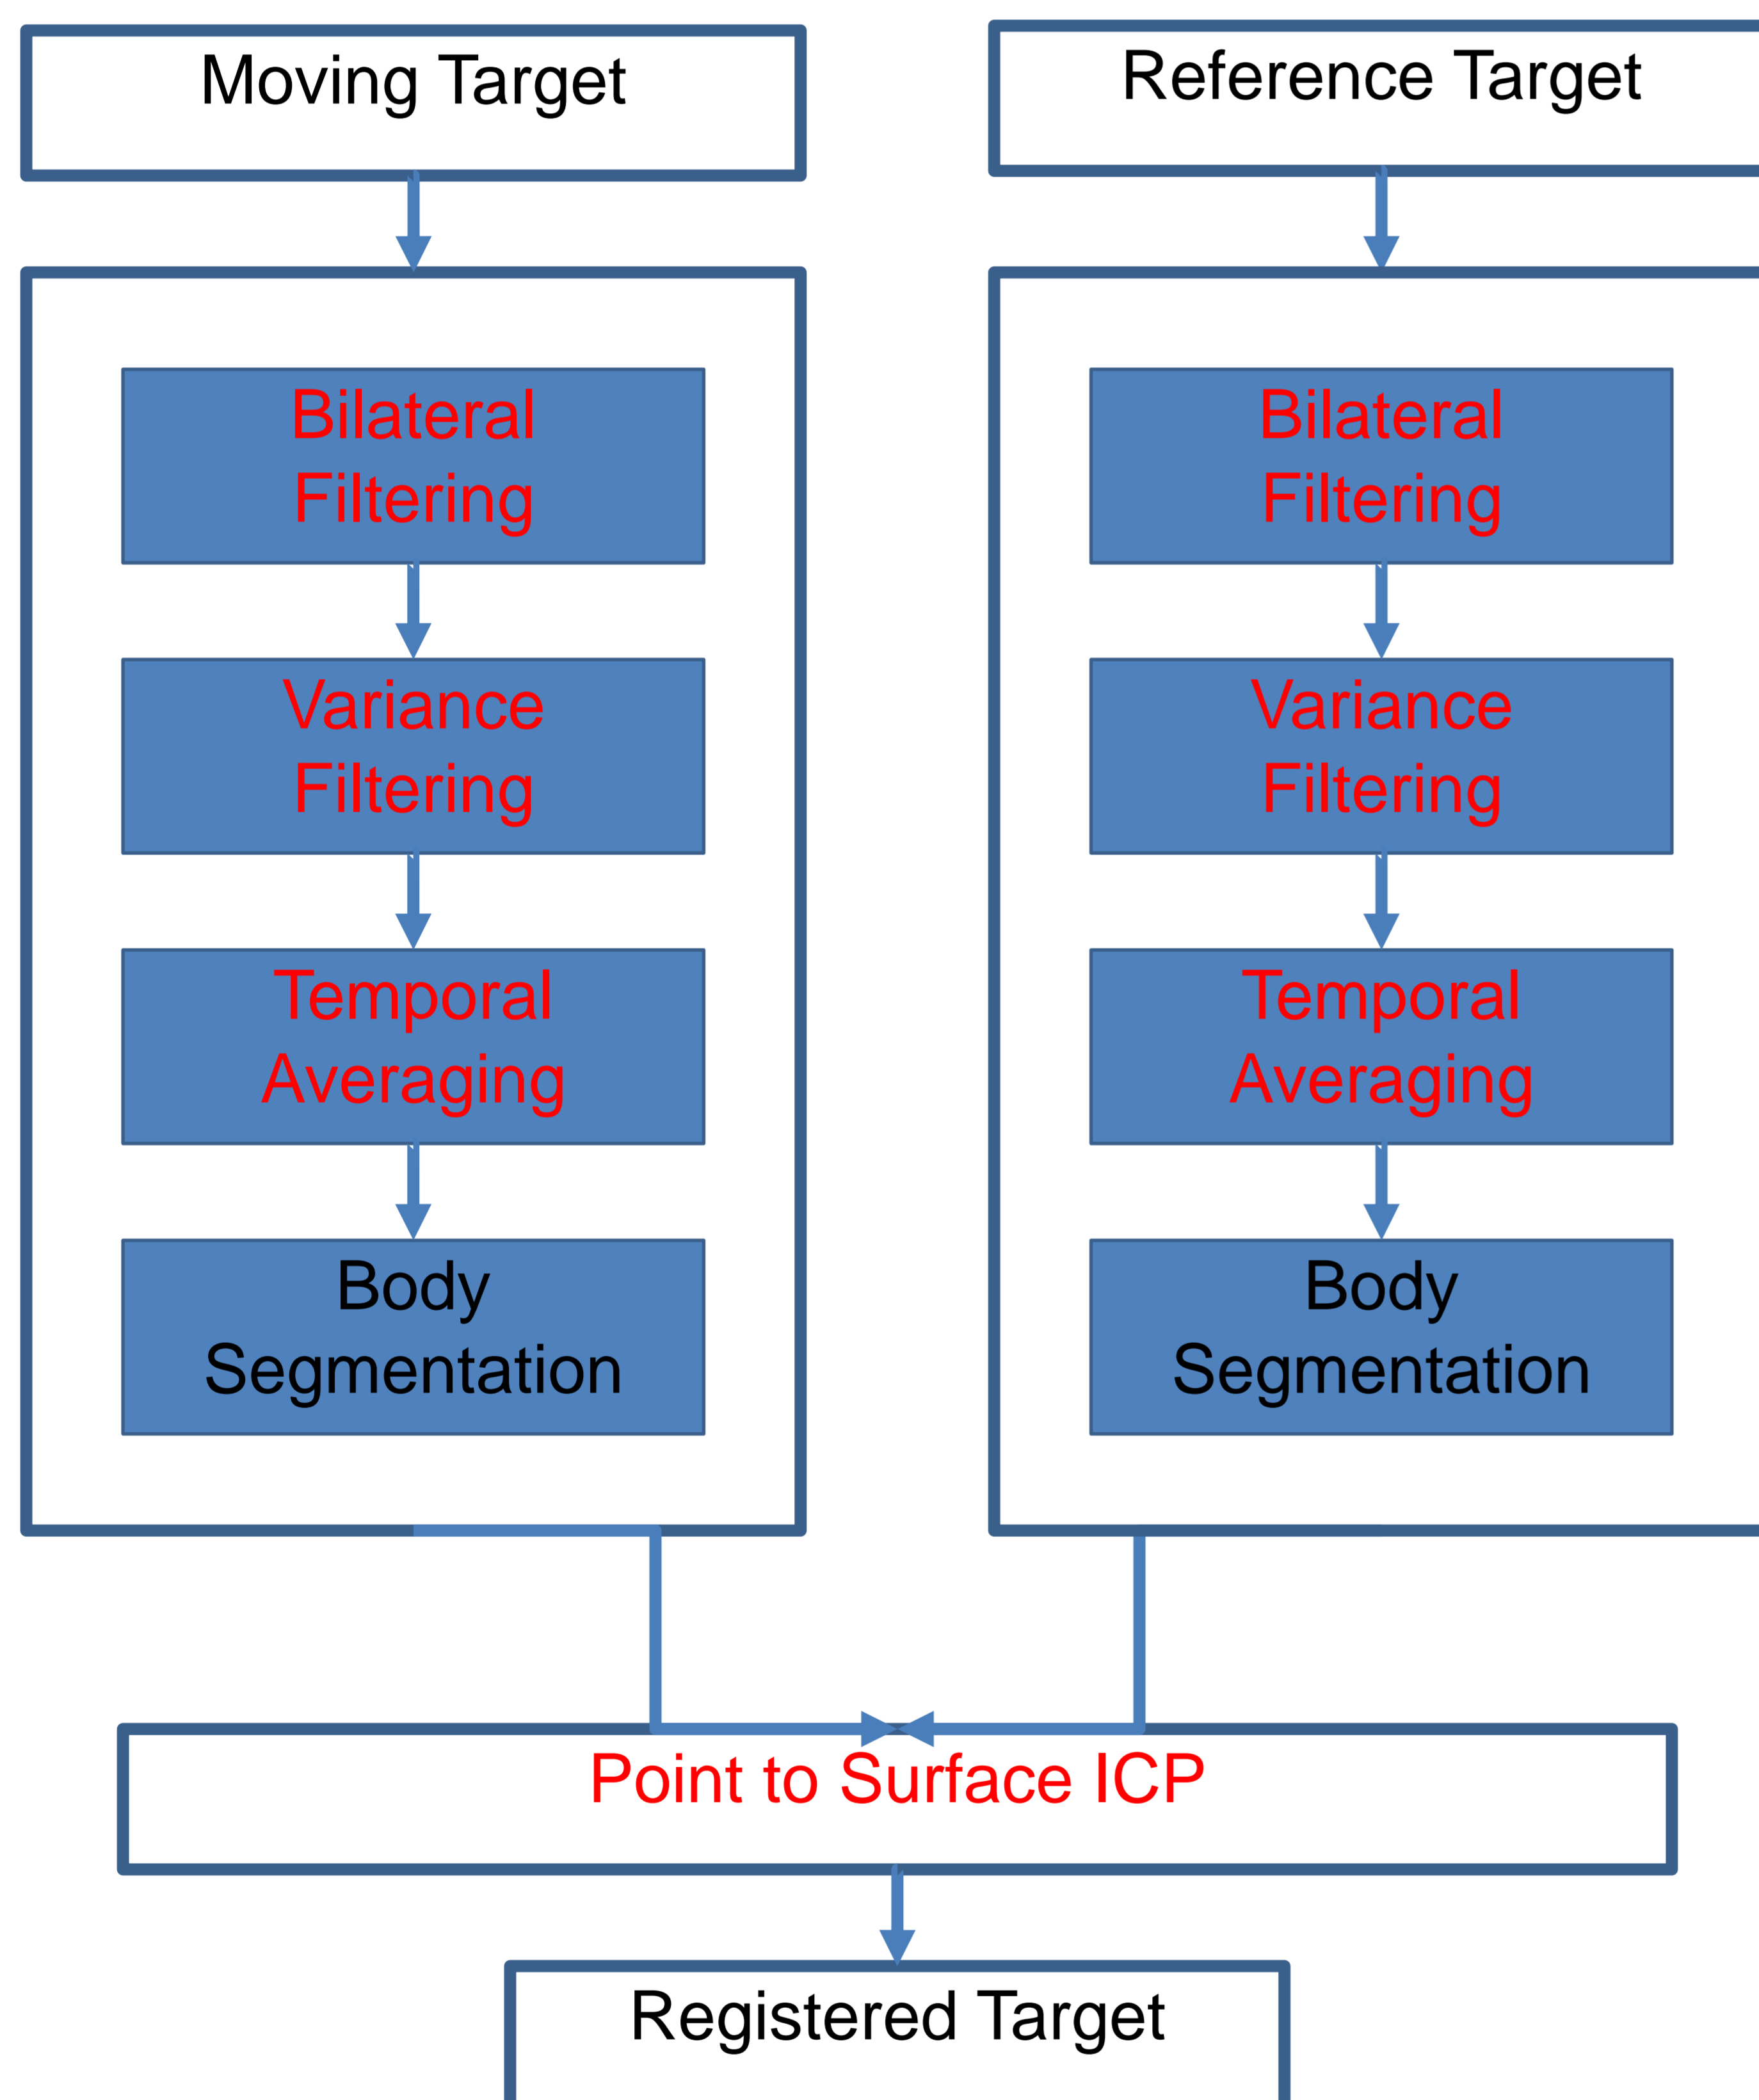 Moving Target
Reference Target
Bilateral
Filtering
Variance
Filtering
Temporal
Averaging
Body
Segmentation
Bilateral
Filtering
Variance
Filtering
Temporal
Averaging
Body
Segmentation
Point to Surface ICP
Registered Target